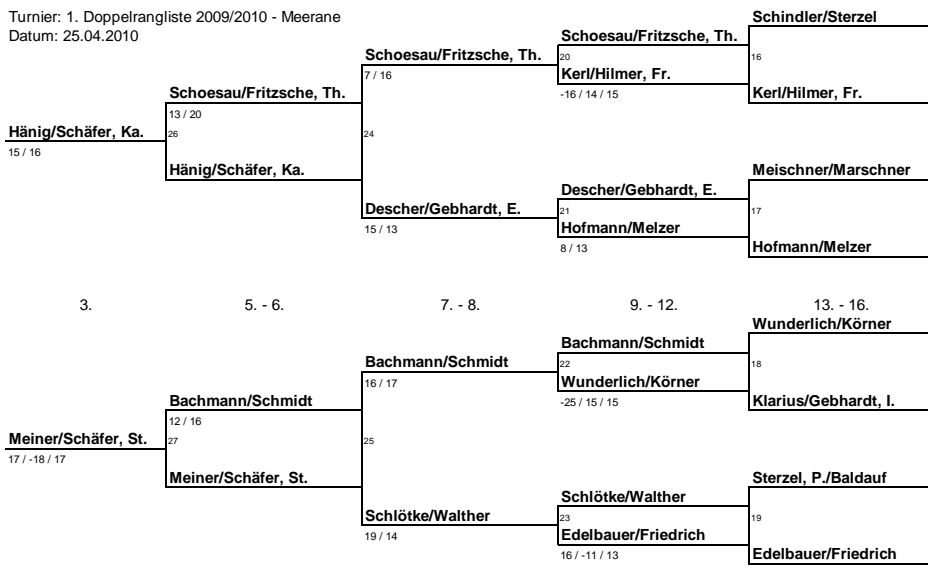 Turnier: 1. Doppelrangliste 2009/2010 - Meerane
Datum: 25.04.2010
Schindler/Sterzel
Schoesau/Fritzsche, Th.
Schoesau/Fritzsche, Th.
20
16
7 / 16
Kerl/Hilmer, Fr.
Schoesau/Fritzsche, Th.
-16 / 14 / 15
Kerl/Hilmer, Fr.
13 / 20
Hänig/Schäfer, Ka.
26
24
15 / 16
Hänig/Schäfer, Ka.
Meischner/Marschner
Descher/Gebhardt, E.
Descher/Gebhardt, E.
21
17
15 / 13
Hofmann/Melzer
8 / 13
Hofmann/Melzer
3. 5. - 6. 7. - 8. 9. - 12. 13. - 16.
Wunderlich/Körner
Bachmann/Schmidt
Bachmann/Schmidt
22
18
16 / 17
Wunderlich/Körner
Bachmann/Schmidt
-25 / 15 / 15
Klarius/Gebhardt, I.
12 / 16
Meiner/Schäfer, St.
27
25
17 / -18 / 17
Meiner/Schäfer, St.
Sterzel, P./Baldauf
Schlötke/Walther
Schlötke/Walther
23
19
19 / 14
Edelbauer/Friedrich
16 / -11 / 13
Edelbauer/Friedrich